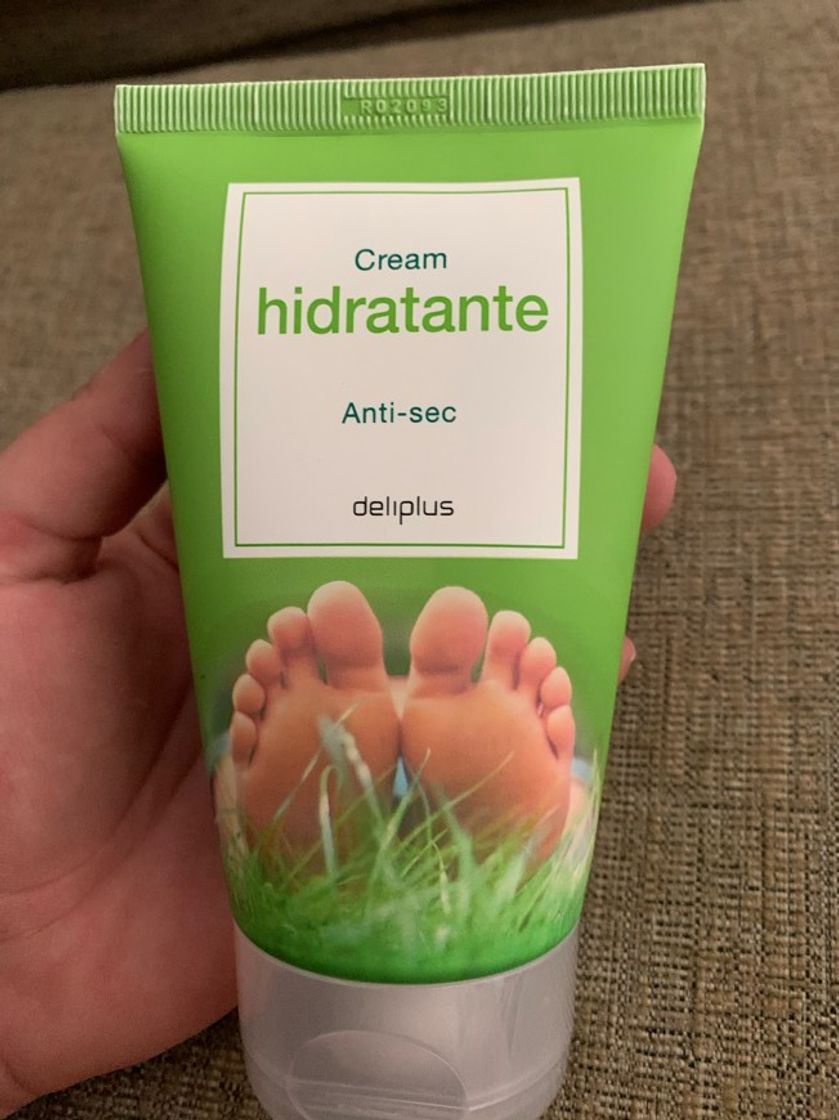 R02093
Cream
hidratante
Anti-sec
deliplus